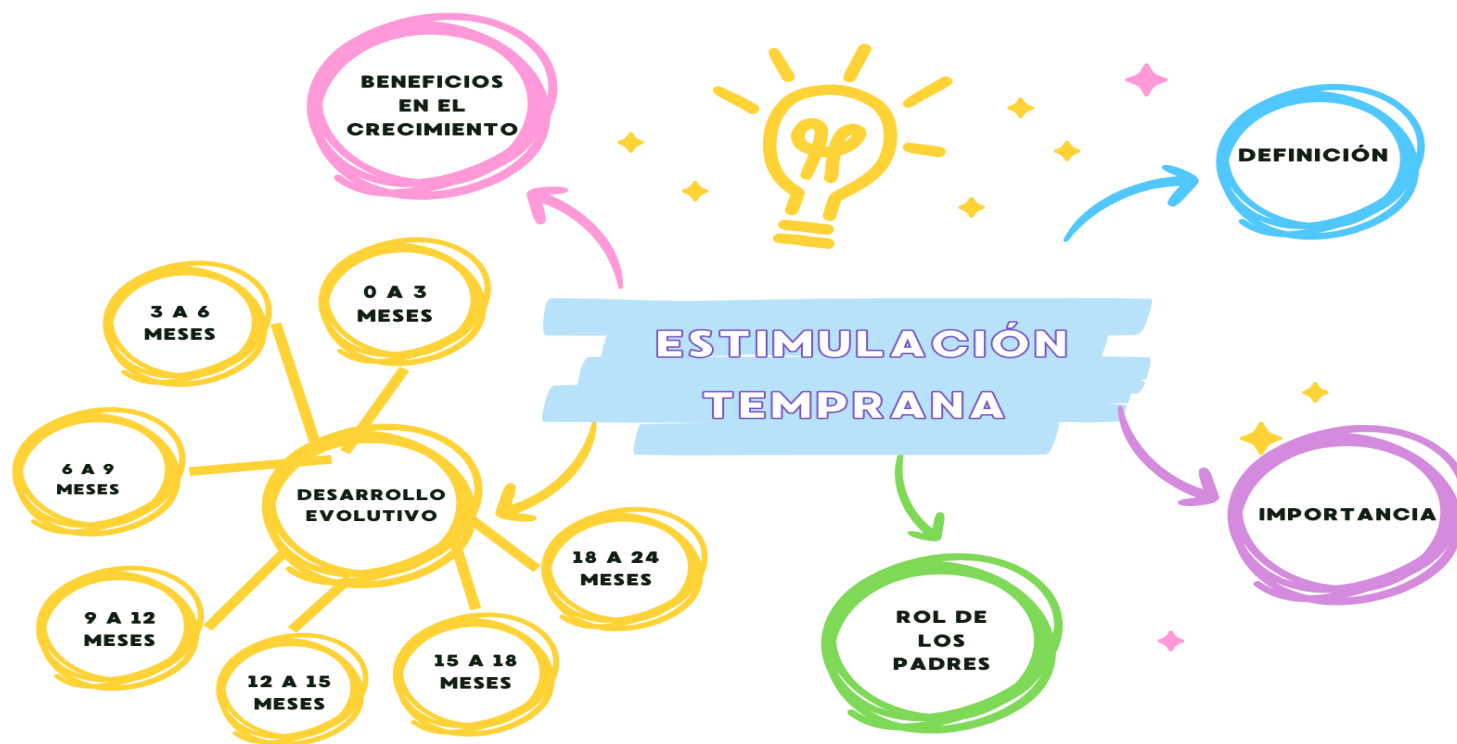 BENEFICIOS
EN EL
CRECIMIENTO
DEFINICIÓN
ESTIMULACIÓN
TEMPRANA
0 A 3
MESES
3 A 6
MESES
6 A 9
MESES
DESARROLLO
EVOLUTIVO
9 A 12
MESES
12 A 15
MESES
15 A 18
MESES
18 A 24
MESES
ROL DE
LOS
PADRES
IMPORTANCIA